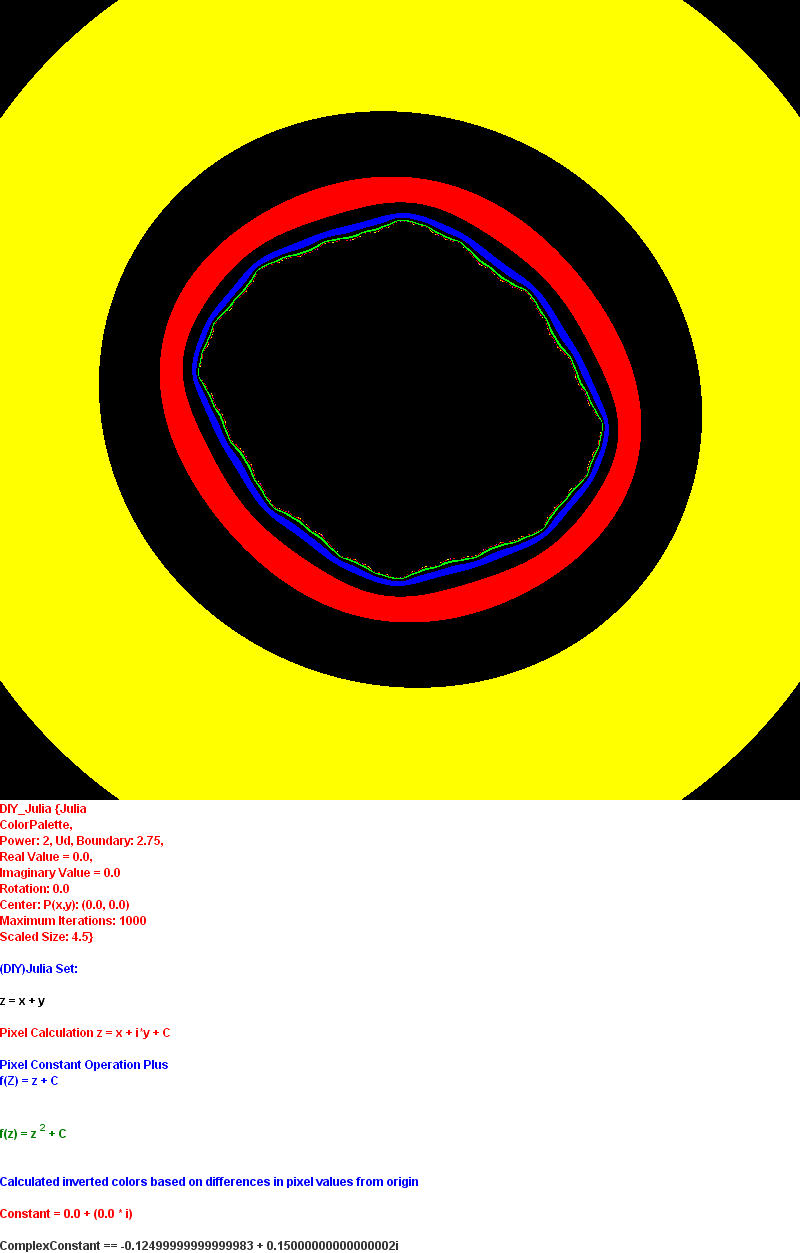 DIY_Julia {Julia
ColorPalette,
Power: 2, Ud, Boundary: 2.75,
Real Value = 0.0,
Imaginary Value = 0.0
Rotation: 0.0
Center: P(x,y): (0.0, 0.0)
Maximum Iterations: 1000
Scaled Size: 4.5}
(DIY)Julia Set:
z = x + y
Pixel Calculation z = x + i*y + C
Pixel Constant Operation Plus
f(Z) = z + C
f(z) = z ² + C
Calculated inverted colors based on differences in pixel values from origin
Constant = 0.0 + (0.0 * i)
ComplexConstant == -0.12499999999999983 + 0.15000000000000002i